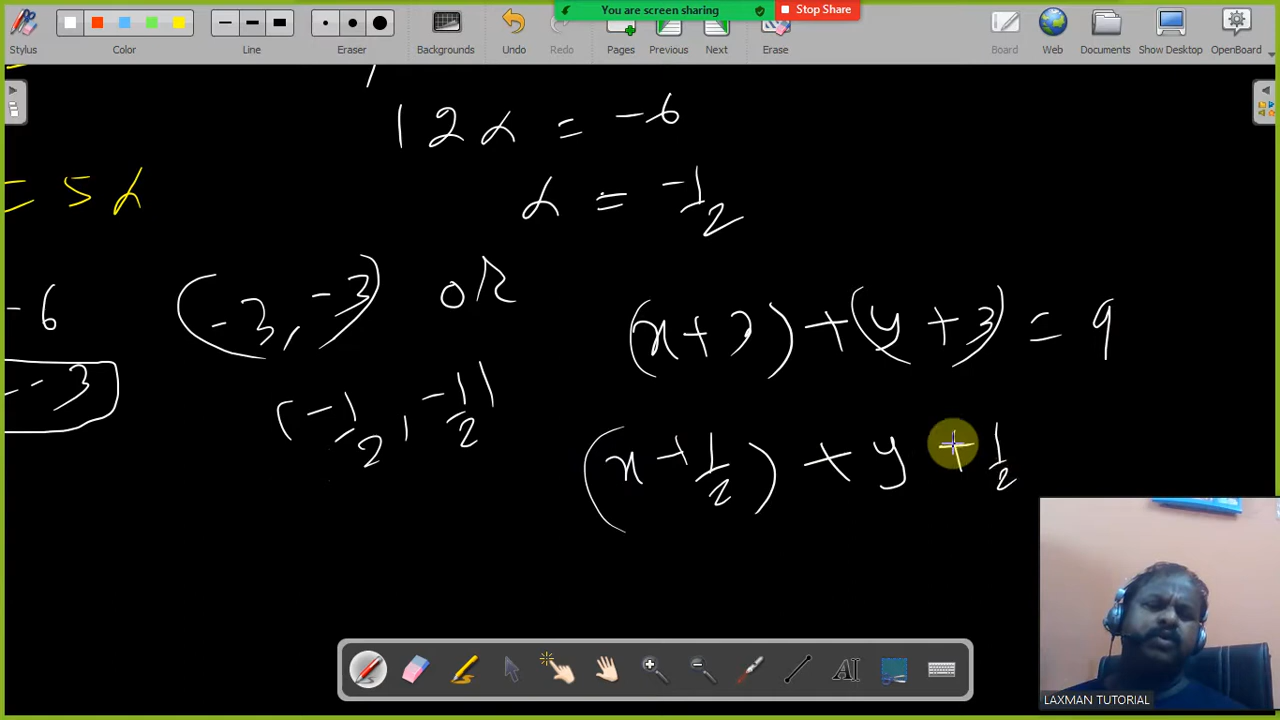 You are screen sharing
Stop Share
Stylus Color Line Eraser Backgrounds Undo Redo Pages Previous Next Erase Board Web Documents Show Desktop OpenBoard
12α = -6
= 5α
α = -1/2
-6
(-3, -3) or
(x+3)+(y+3) = 9
- -3
(-1/2, -1/2)
(x+1/2) + y + 1/2
LAXMAN TUTORIAL